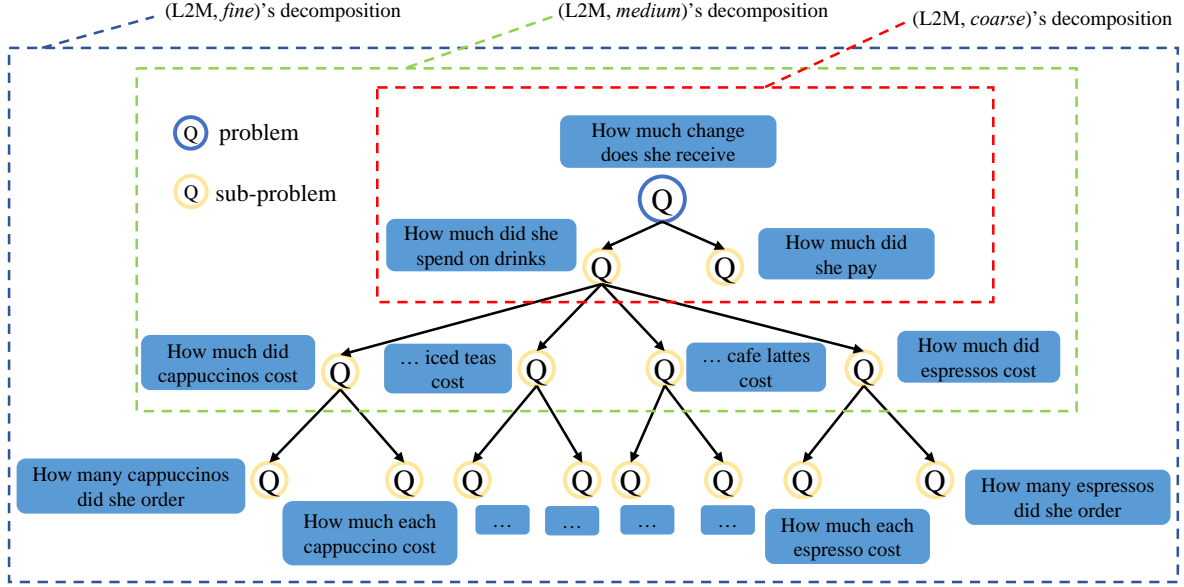 (L2M, fine)'s decomposition
(L2M, medium)'s decomposition
(L2M, coarse)'s decomposition
Q problem
Q sub-problem
How much change
does she receive
Q
How much did she
spend on drinks
Q
Q
How much did
she pay
How much did
cappuccinos cost
Q
… iced teas
cost
Q
Q
… cafe lattes
cost
Q
How much did
espressos cost
How many cappuccinos
did she order
Q
Q
Q
Q
Q
Q
Q
Q
How many espressos
did she order
How much each
cappuccino cost
…
…
…
…
How much each
espresso cost